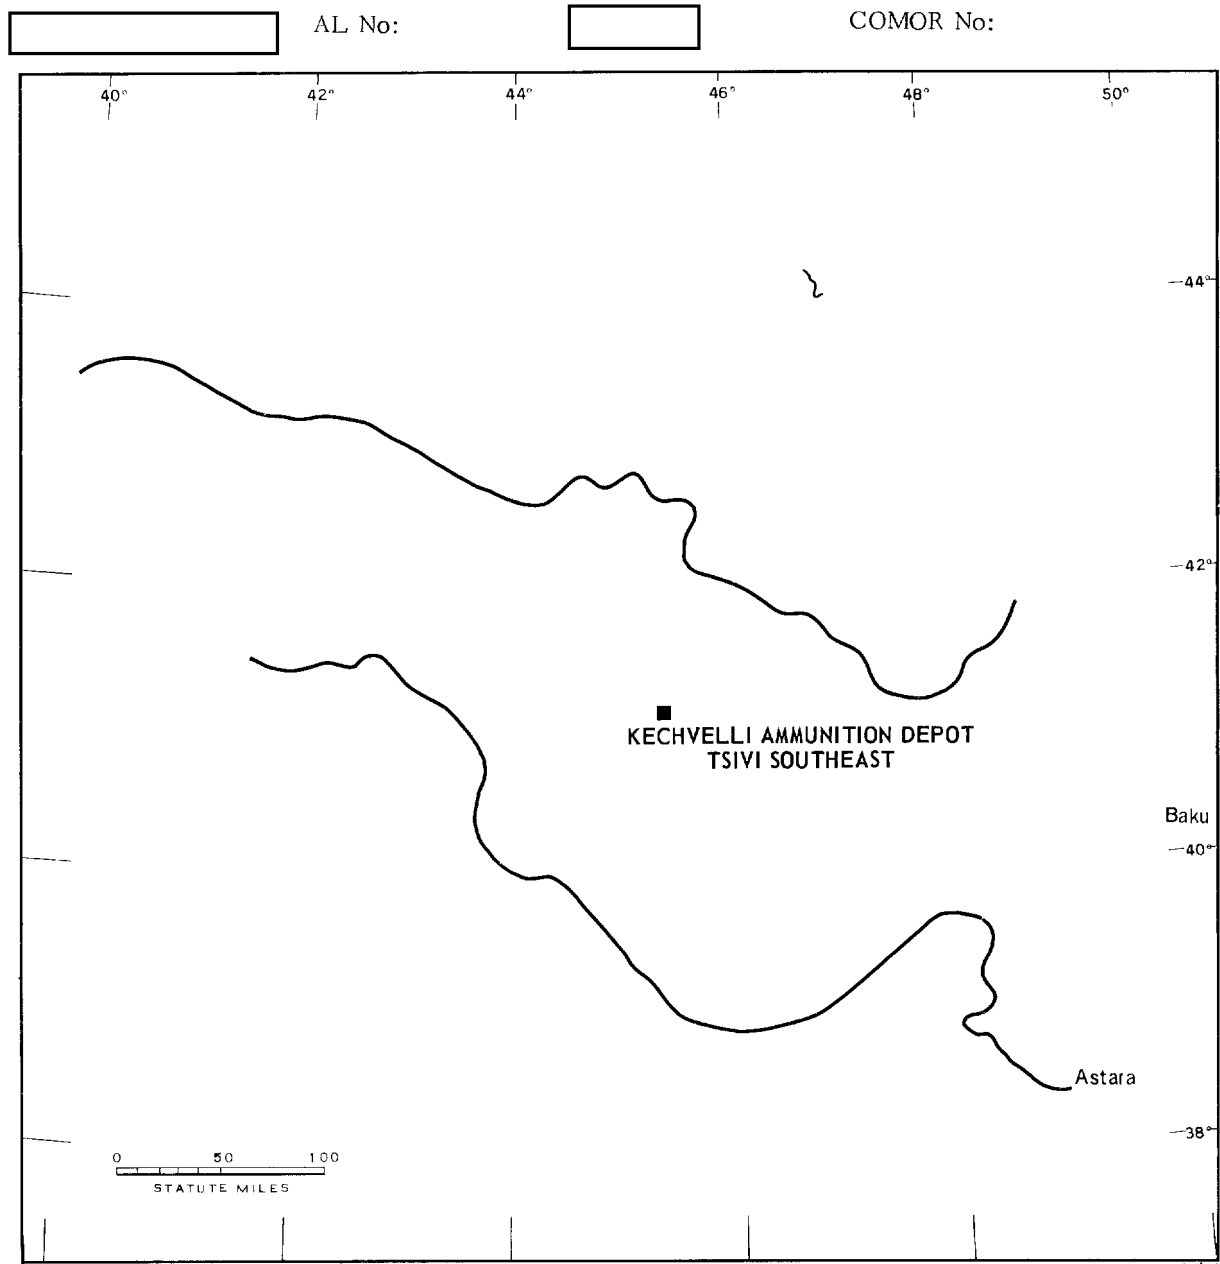 AL No: COMOR No:
40° 42° 44° 46° 48° 50°
44°
42°
KECHVELLI AMMUNITION DEPOT
TSIVI SOUTHEAST
Baku
40°
Astara
38°
0 50 100
STATUTE MILES